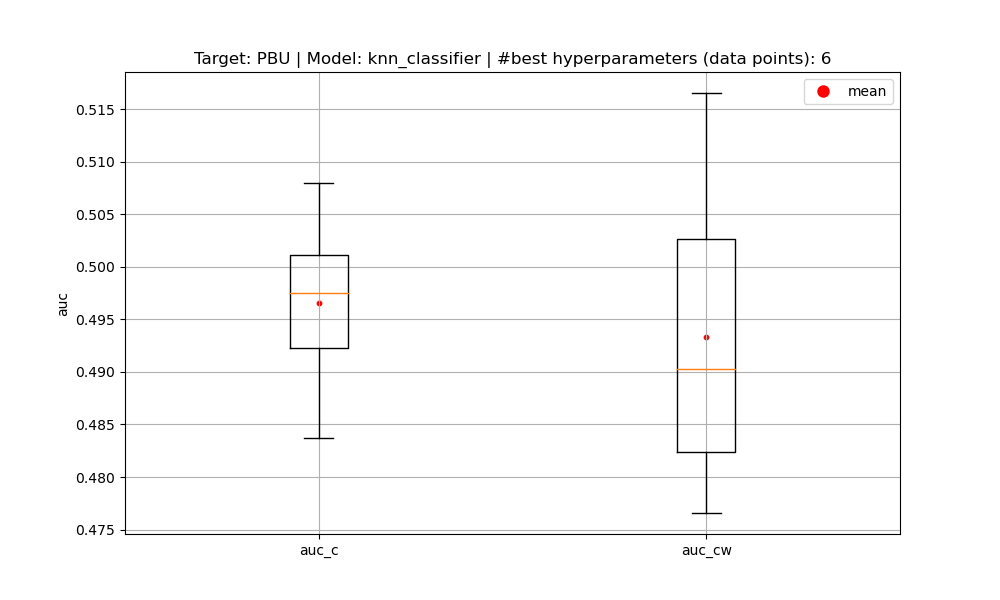 Target: PBU | Model: knn_classifier | #best hyperparameters (data points): 6
mean
0.515
0.510
0.505
0.500
0.495
0.490
0.485
0.480
0.475
auc
auc_c
auc_cw